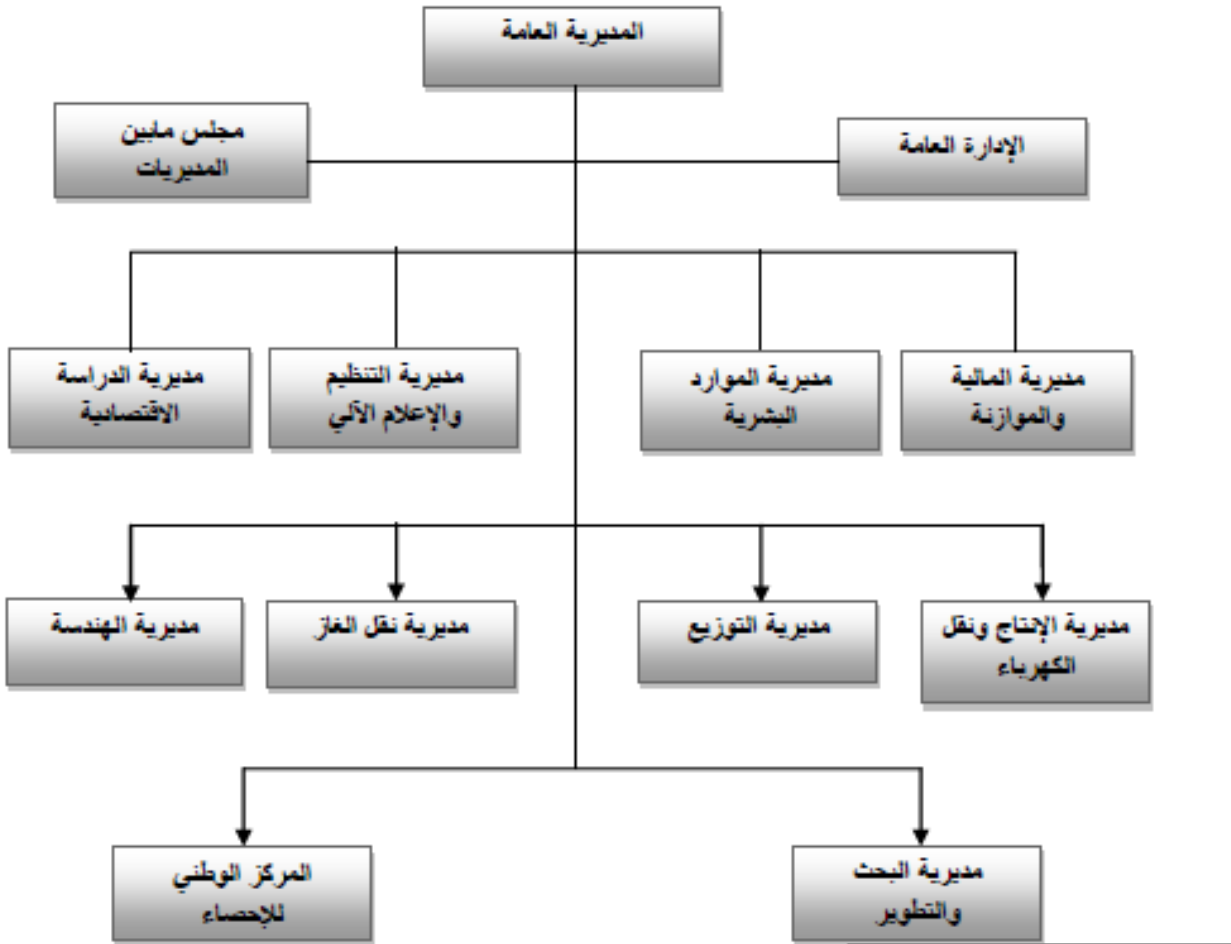 المديرية العامة
الإدارة العامة
مجلس مابين
المديريات
مديرية المالية
والموازنة
مديرية الموارد
البشرية
مديرية التنظيم
والإعلام الآلي
مديرية الدراسة
الاقتصادية
مديرية الإنتاج ونقل
الكهرباء
مديرية التوزيع
مديرية نقل الغاز
مديرية الهندسة
مديرية البحث
والتطوير
المركز الوطني
للإحصاء